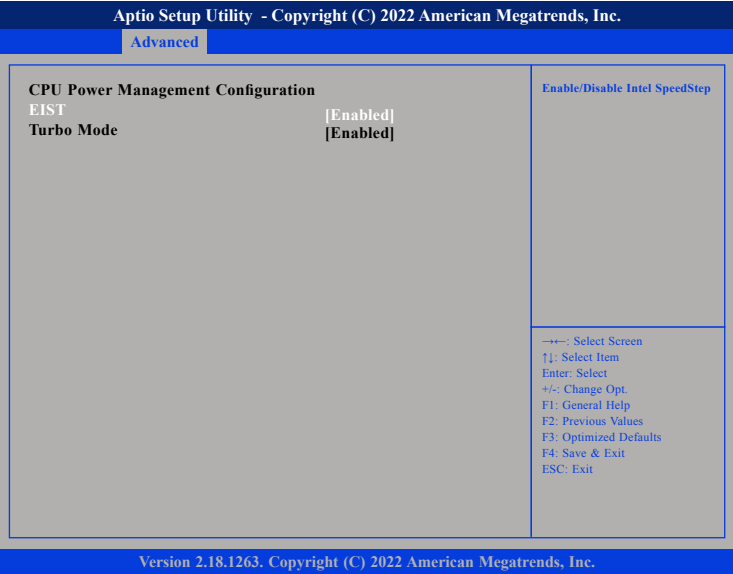 Aptio Setup Utility - Copyright (C) 2022 American Megatrends, Inc.
Advanced
CPU Power Management Configuration
EIST [Enabled]
Turbo Mode [Enabled]
Enable/Disable Intel SpeedStep
→←: Select Screen
↑↓: Select Item
Enter: Select
+/-: Change Opt.
F1: General Help
F2: Previous Values
F3: Optimized Defaults
F4: Save & Exit
ESC: Exit
Version 2.18.1263. Copyright (C) 2022 American Megatrends, Inc.